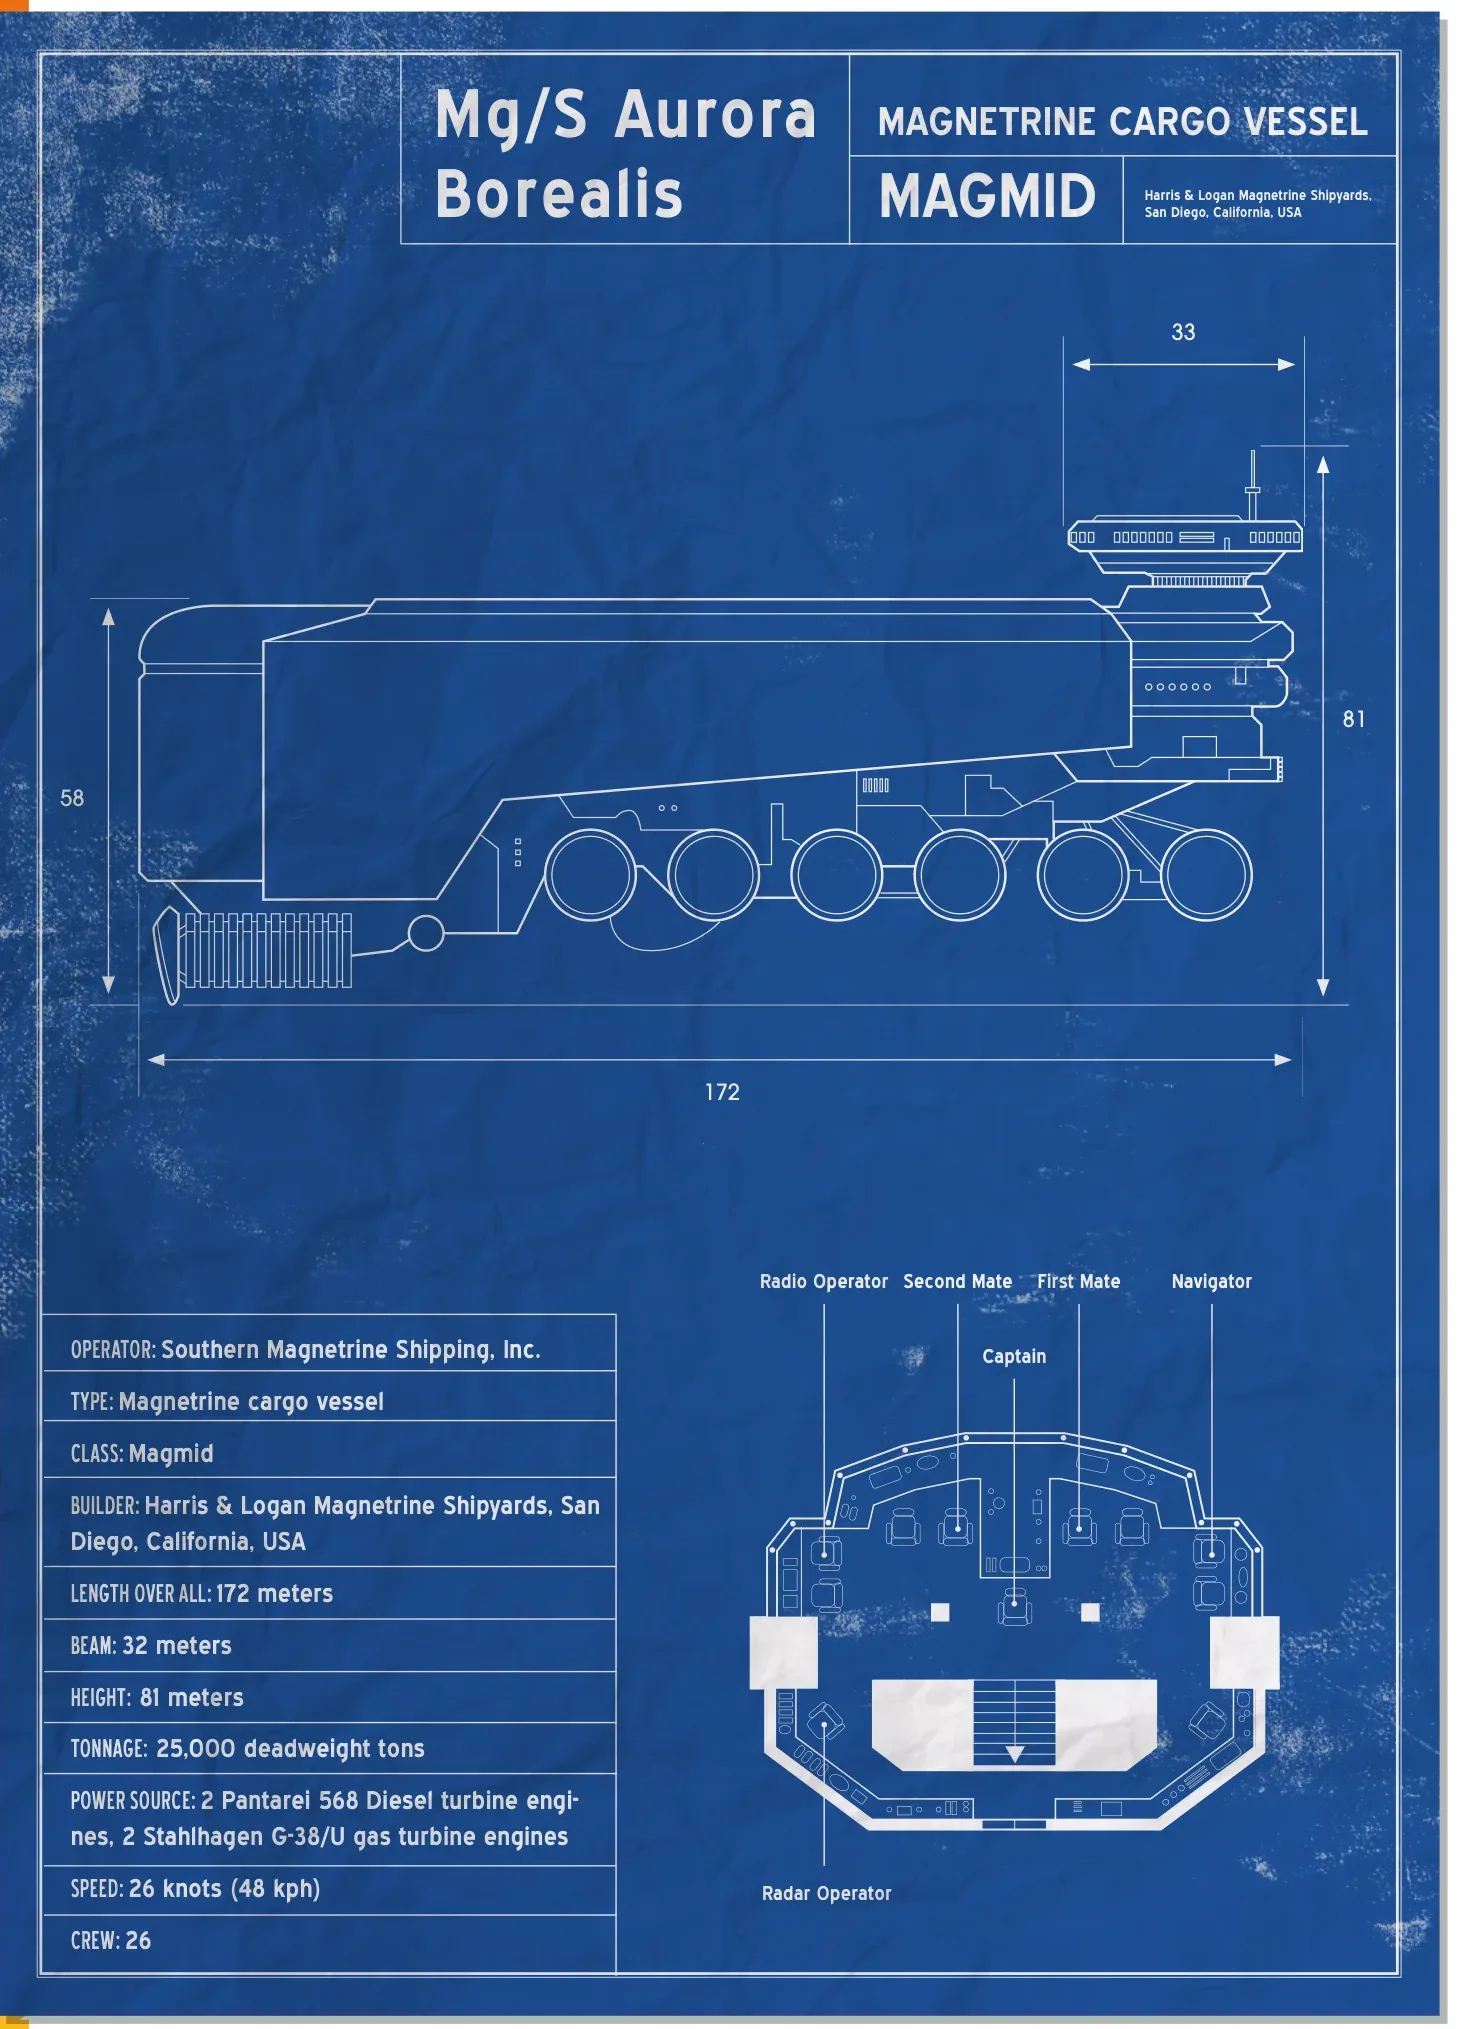 Mg/S Aurora
Borealis
MAGNETRINE CARGO VESSEL
MAGMID
Harris & Logan Magnetrine Shipyards,
San Diego, California, USA
33
81
58
172
Radio Operator
Second Mate
First Mate
Navigator
Captain
Radar Operator
OPERATOR: Southern Magnetrine Shipping, Inc.
TYPE: Magnetrine cargo vessel
CLASS: Magmid
BUILDER: Harris & Logan Magnetrine Shipyards, San
Diego, California, USA
LENGTH OVER ALL: 172 meters
BEAM: 32 meters
HEIGHT: 81 meters
TONNAGE: 25,000 deadweight tons
POWER SOURCE: 2 Pantarei 568 Diesel turbine engi-
nes, 2 Stahlhagen G-38/U gas turbine engines
SPEED: 26 knots (48 kph)
CREW: 26